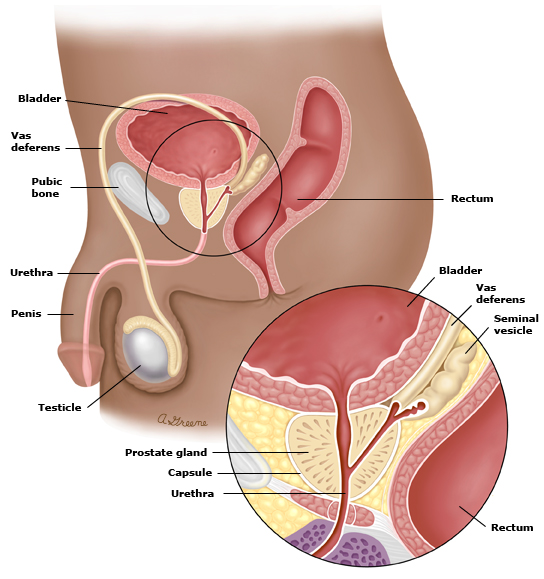 Bladder
Vas
deferens
Pubic
bone
Rectum
Urethra
Penis
Testicle
A. Greene
Bladder
Vas
deferens
Seminal
vesicle
Prostate gland
Capsule
Urethra
Rectum